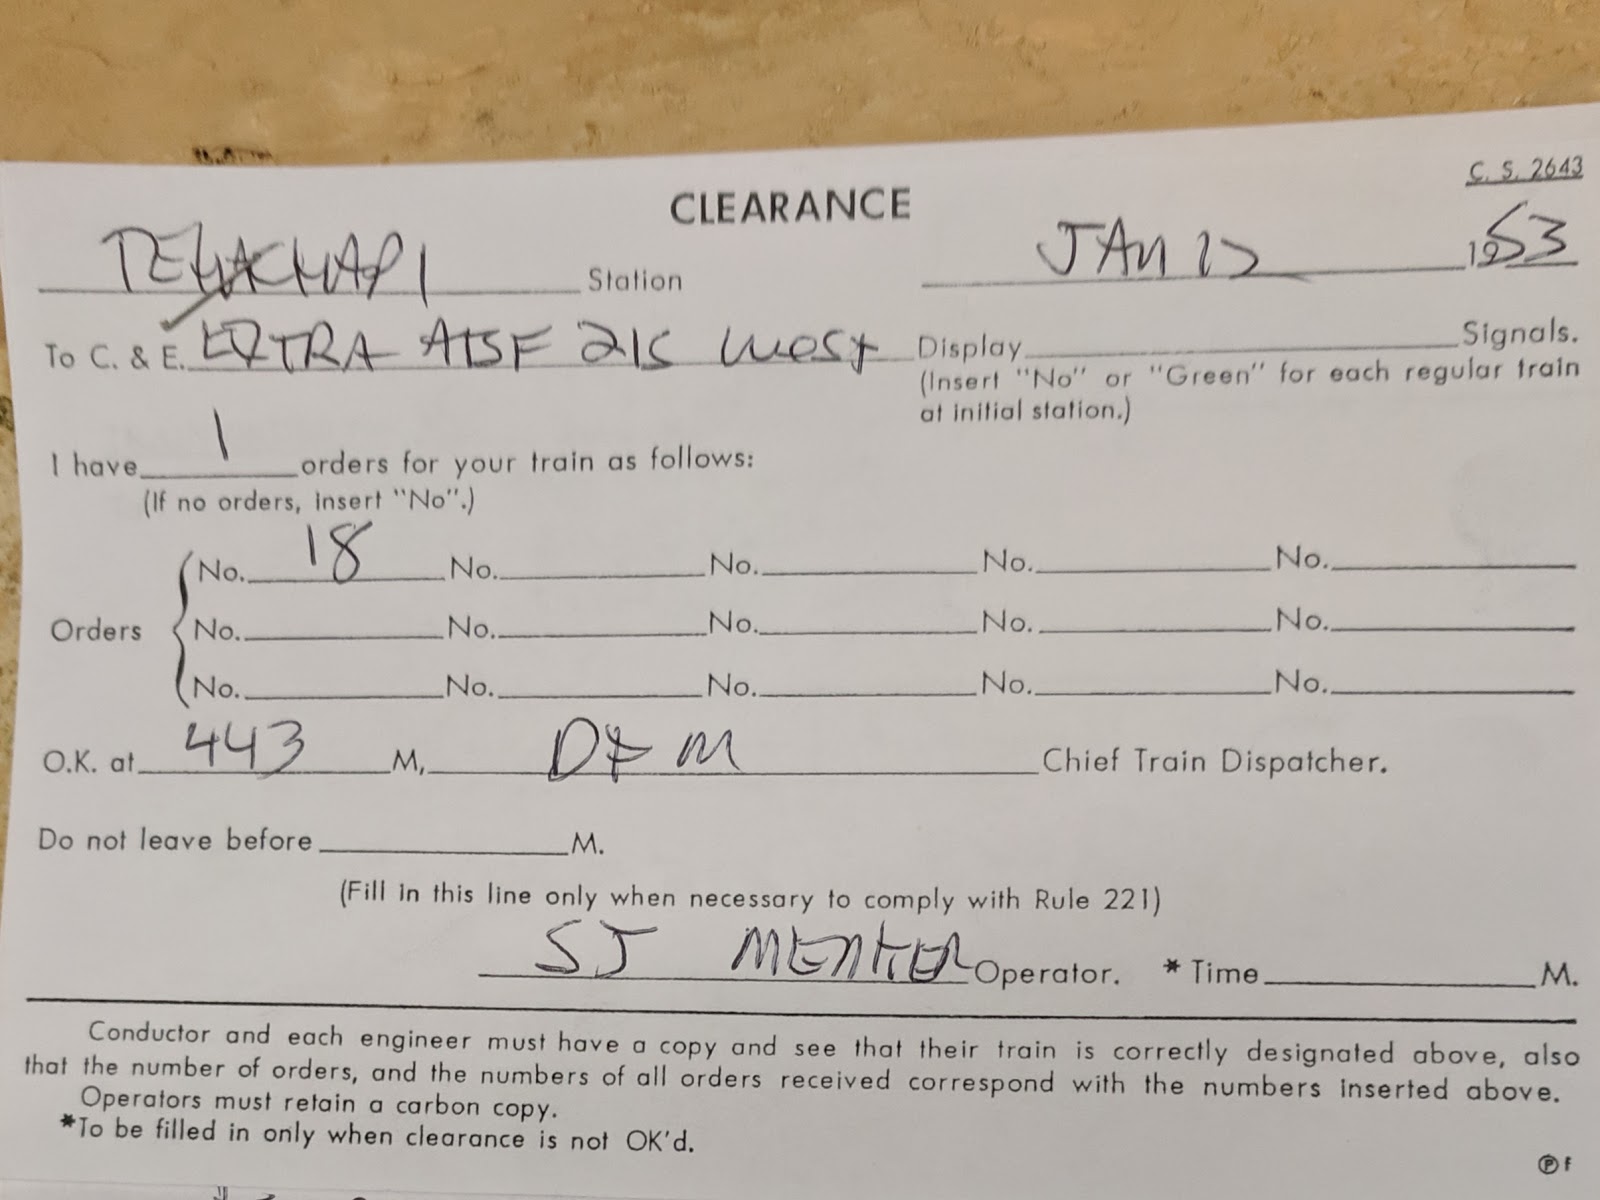 C. S. 2643
CLEARANCE
TEHACHAPI Station JAN 12 1953
To C. & E. EXTRA ATSF 215 West Display Signals.
(Insert "No" or "Green" for each regular train
at initial station.)
I have 1 orders for your train as follows:
(If no orders, insert "No".)
Orders No. 18 No. No. No. No.
No. No. No. No. No.
No. No. No. No. No.
O.K. at 443 M, DFM Chief Train Dispatcher.
Do not leave before M.
(Fill in this line only when necessary to comply with Rule 221)
SJ Operator. * Time M.
Conductor and each engineer must have a copy and see that their train is correctly designated above, also
that the number of orders, and the numbers of all orders received correspond with the numbers inserted above.
Operators must retain a carbon copy.
*To be filled in only when clearance is not OK'd.